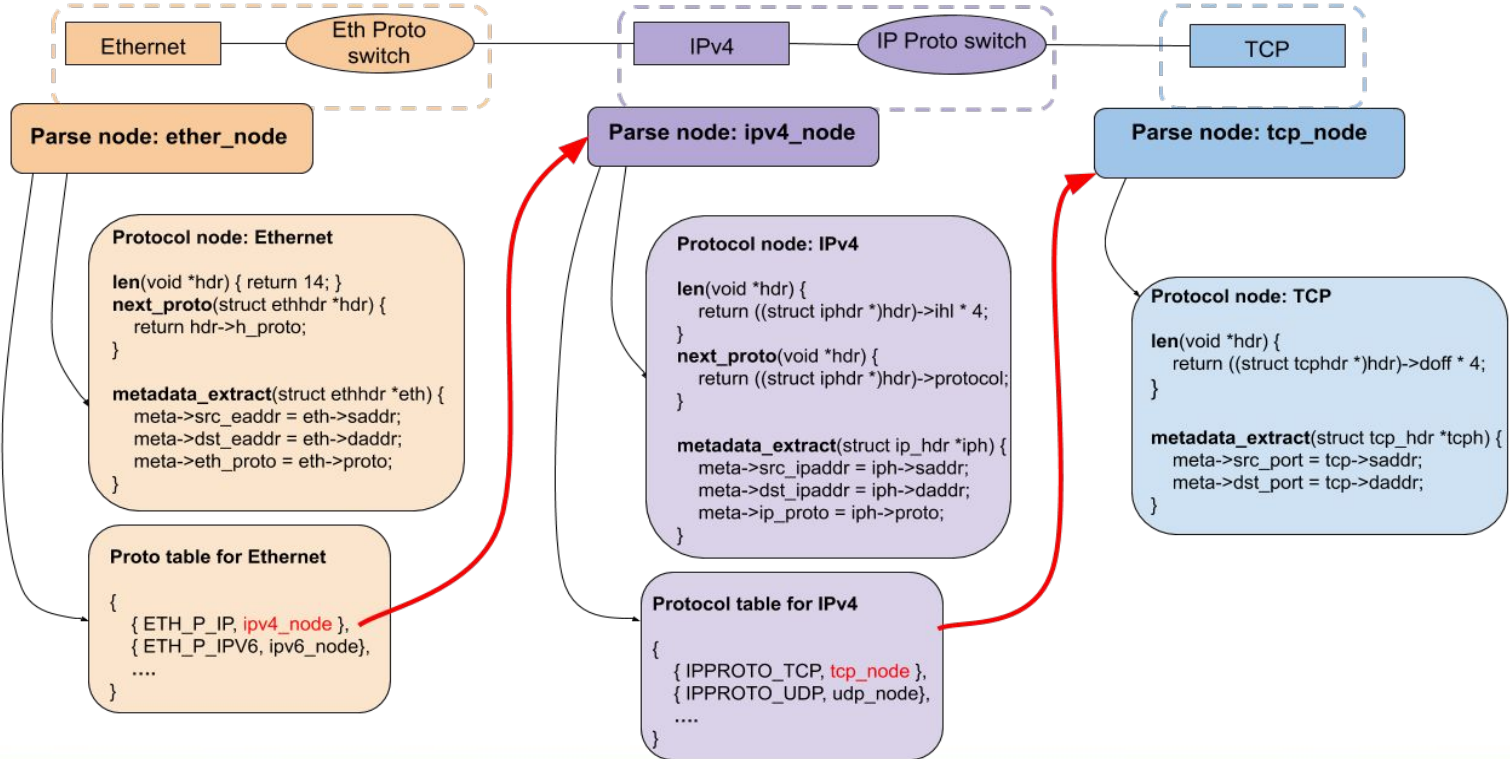 Ethernet
Eth Proto
switch
IPv4
IP Proto switch
TCP
Parse node: ether_node
Parse node: ipv4_node
Parse node: tcp_node
Protocol node: Ethernet
len(void *hdr) { return 14; }
next_proto(struct ethhdr *hdr) {
return hdr->h_proto;
}
metadata_extract(struct ethhdr *eth) {
meta->src_eaddr = eth->saddr;
meta->dst_eaddr = eth->daddr;
meta->eth_proto = eth->proto;
}
Proto table for Ethernet
{
{ ETH_P_IP, ipv4_node },
{ ETH_P_IPV6, ipv6_node},
....
}
Protocol node: IPv4
len(void *hdr) {
return ((struct iphdr *)hdr)->ihl * 4;
}
next_proto(void *hdr) {
return ((struct iphdr *)hdr)->protocol;
}
metadata_extract(struct ip_hdr *iph) {
meta->src_ipaddr = iph->saddr;
meta->dst_ipaddr = iph->daddr;
meta->ip_proto = iph->proto;
}
Protocol table for IPv4
{
{ IPPROTO_TCP, tcp_node },
{ IPPROTO_UDP, udp_node},
....
}
Protocol node: TCP
len(void *hdr) {
return ((struct tcphdr *)hdr)->doff * 4;
}
metadata_extract(struct tcp_hdr *tcph) {
meta->src_port = tcp->saddr;
meta->dst_port = tcp->daddr;
}